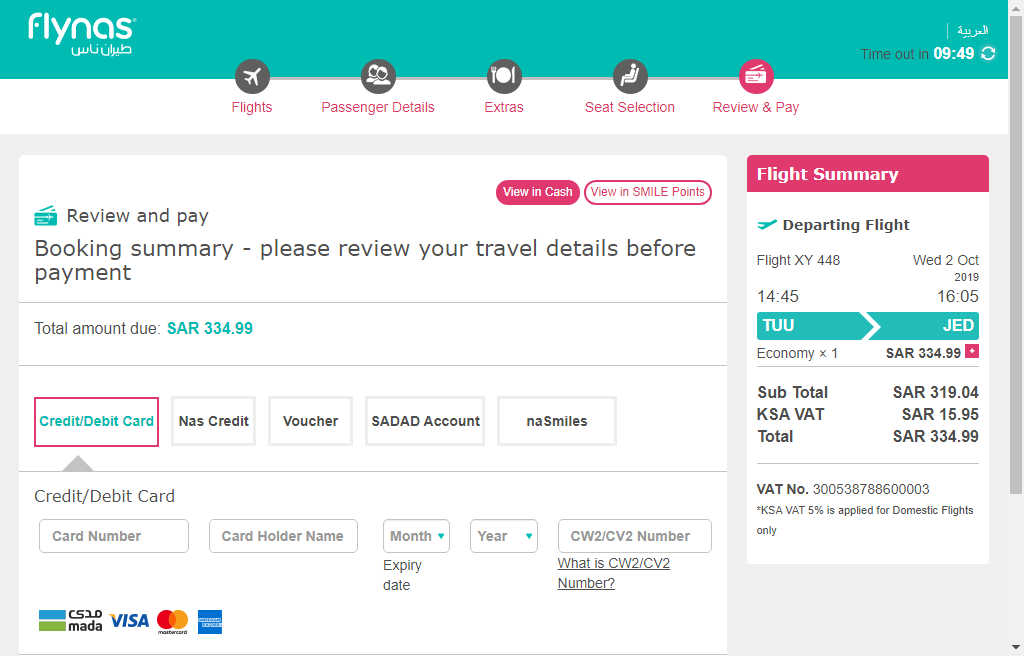 flynas
طيران ناس
العربية
Time out in 09:49
Flights
Passenger Details
Extras
Seat Selection
Review & Pay
View in Cash
View in SMILE Points
Review and pay
Booking summary - please review your travel details before
payment
Total amount due: SAR 334.99
Credit/Debit Card
Nas Credit
Voucher
SADAD Account
naSmiles
Credit/Debit Card
Card Number
Card Holder Name
Month
Year
CW2/CV2 Number
Expiry
date
What is CW2/CV2
Number?
مدى
mada
VISA
mastercard
AMERICAN
EXPRESS
Flight Summary
Departing Flight
Flight XY 448
Wed 2 Oct
2019
14:45
16:05
TUU
JED
Economy × 1
SAR 334.99
+
Sub Total
SAR 319.04
KSA VAT
SAR 15.95
Total
SAR 334.99
VAT No. 300538788600003
*KSA VAT 5% is applied for Domestic Flights
only